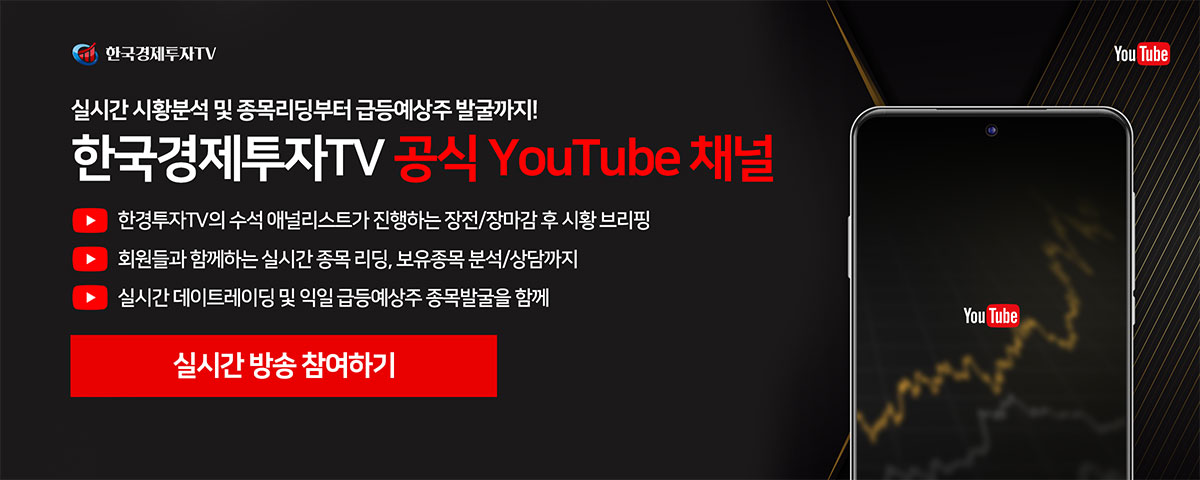 한국경제투자TV
YouTube
실시간 시황분석 및 종목리딩부터 급등예상주 발굴까지!
한국경제투자TV 공식 YouTube 채널
한경투자TV의 수석 애널리스트가 진행하는 장전/장마감 후 시황 브리핑
회원들과 함께하는 실시간 종목 리딩, 보유종목 분석/상담까지
실시간 데이트레이딩 및 익일 급등예상주 종목발굴을 함께
YouTube
실시간 방송 참여하기